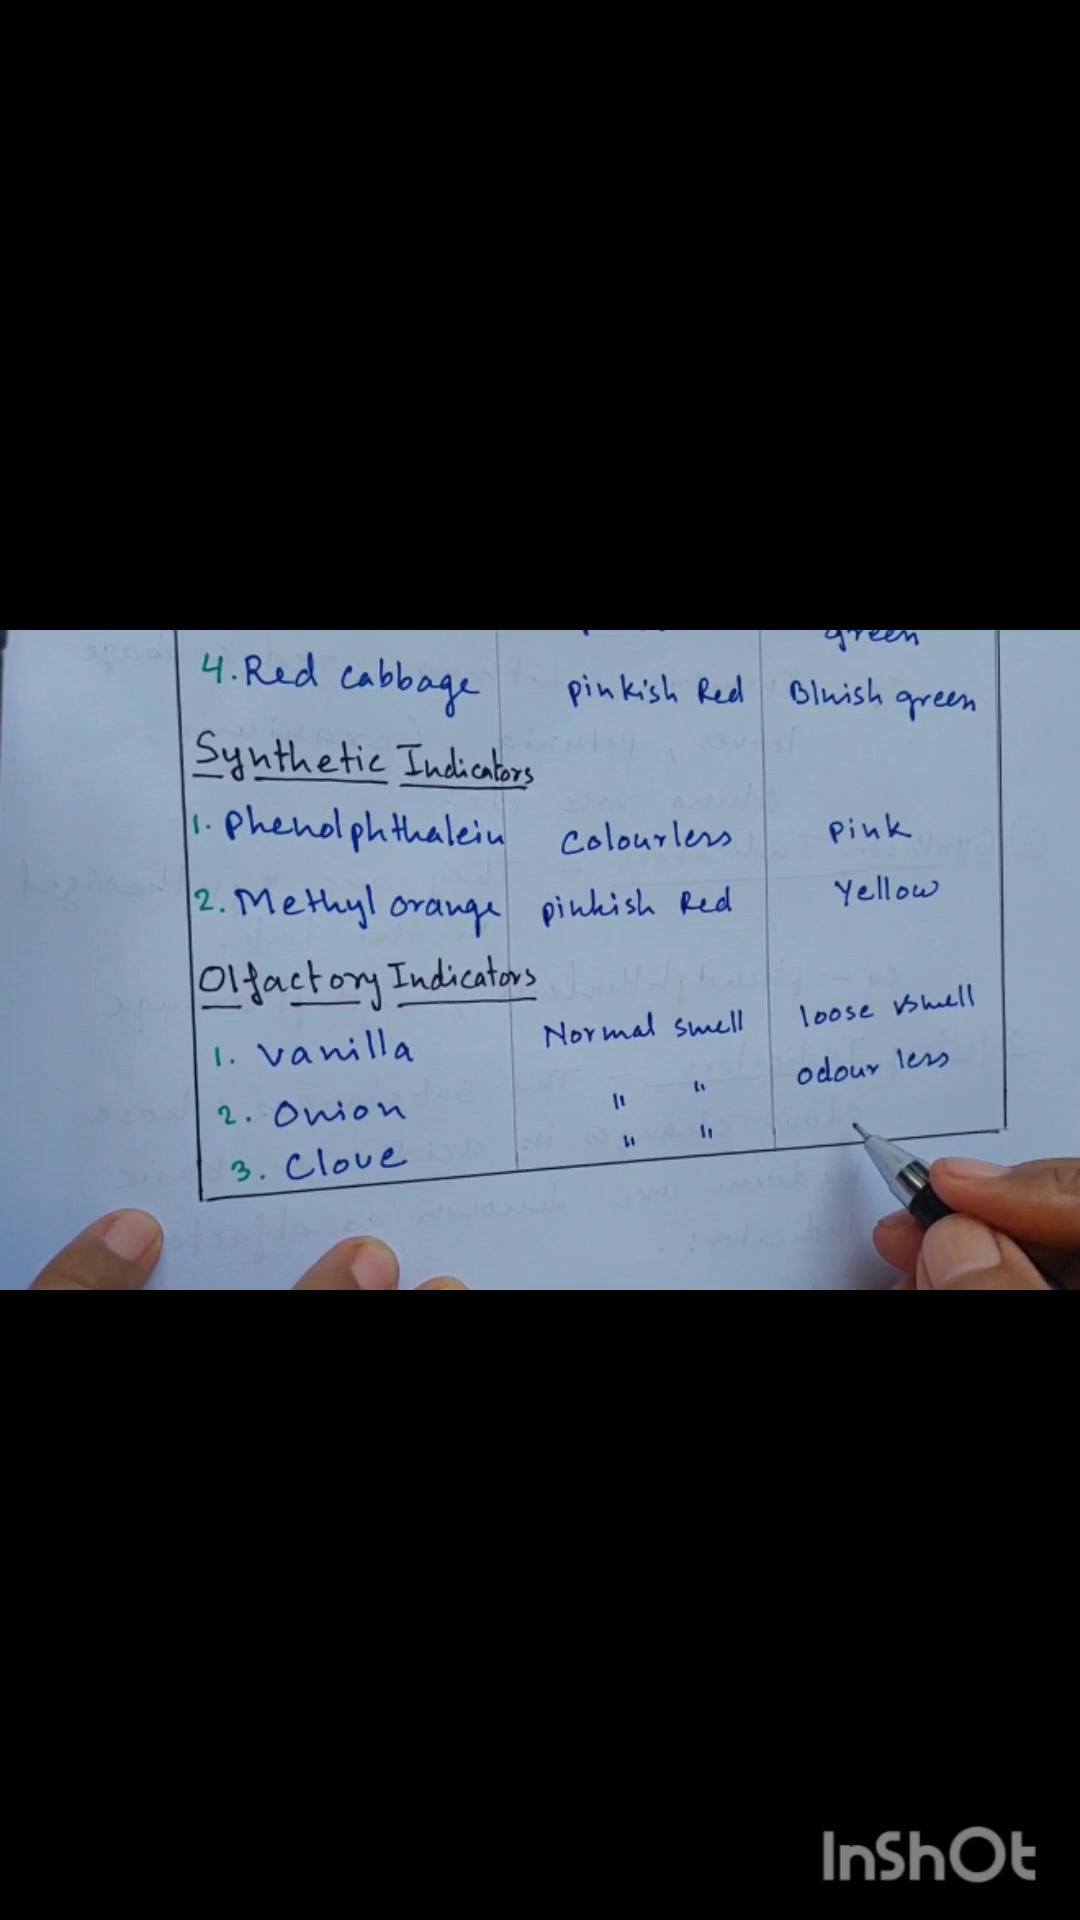 green
4. Red cabbage pinkish Red Bluish green
Synthetic Indicators
1. Phenolphthalein Colourless pink
2. Methyl orange pinkish Red Yellow
Olfactory Indicators
1. Vanilla Normal smell loose smell
2. Onion " " odour less
3. Clove " "
InShOt